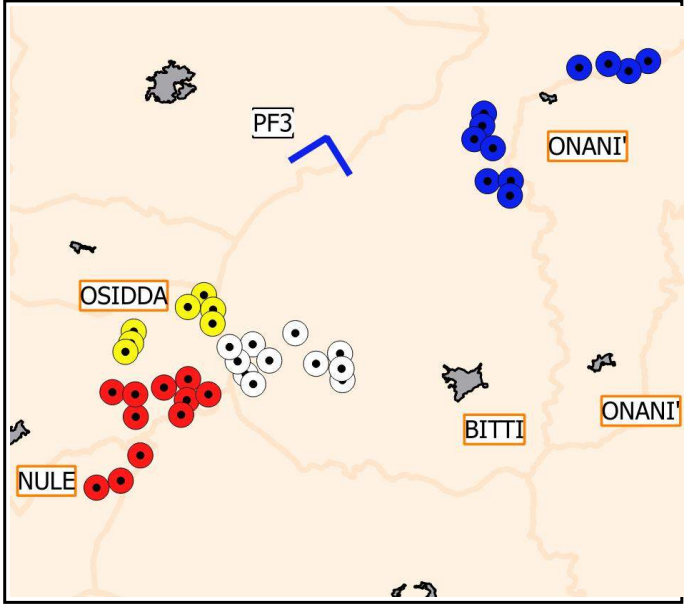 PF3
ONANI'
OSIDDA
ONANI'
BITTI
NULE